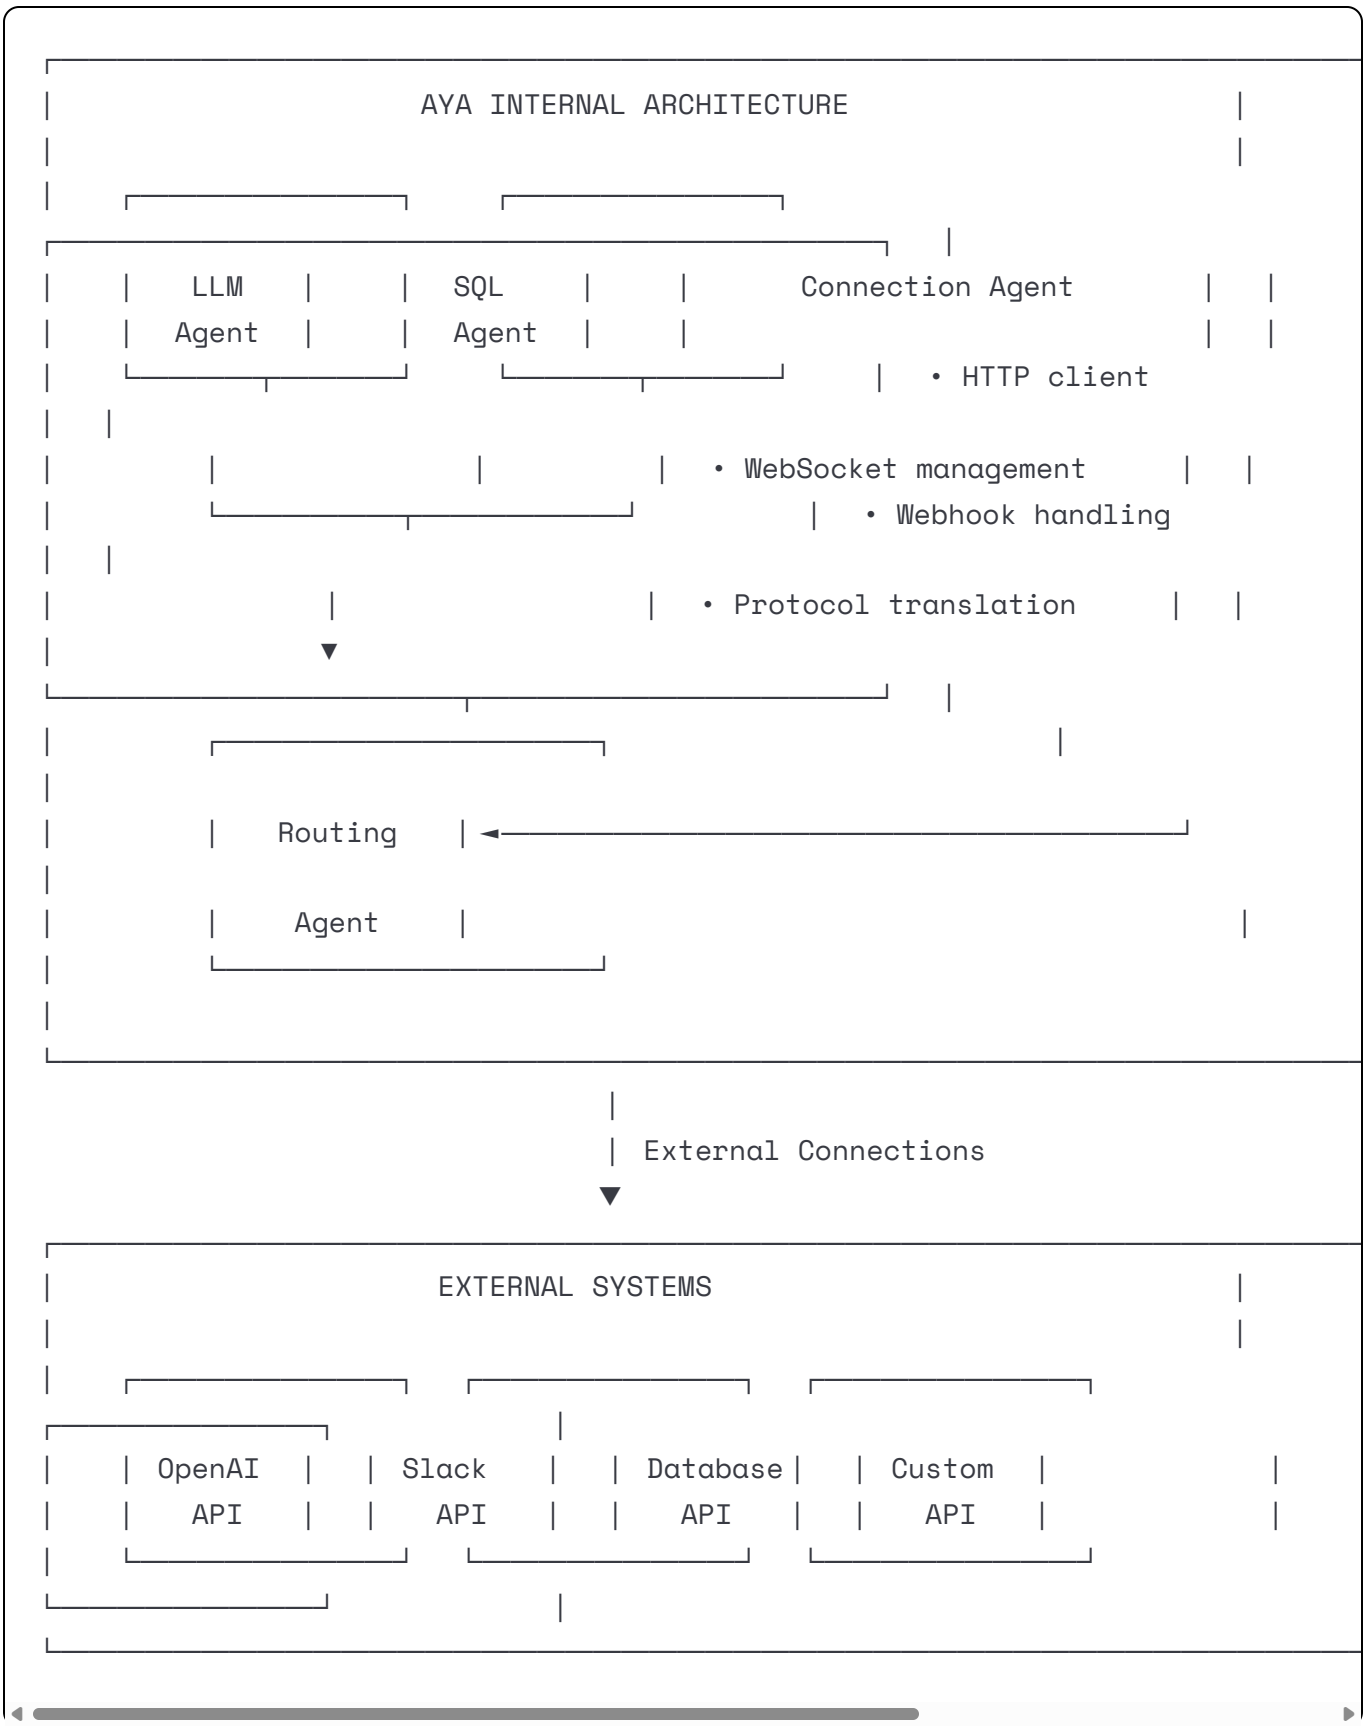 AYA INTERNAL ARCHITECTURE
LLM SQL Connection Agent
Agent Agent
• HTTP client
• WebSocket management
• Webhook handling
• Protocol translation
Routing
Agent
External Connections
EXTERNAL SYSTEMS
OpenAI Slack Database Custom
API API API API